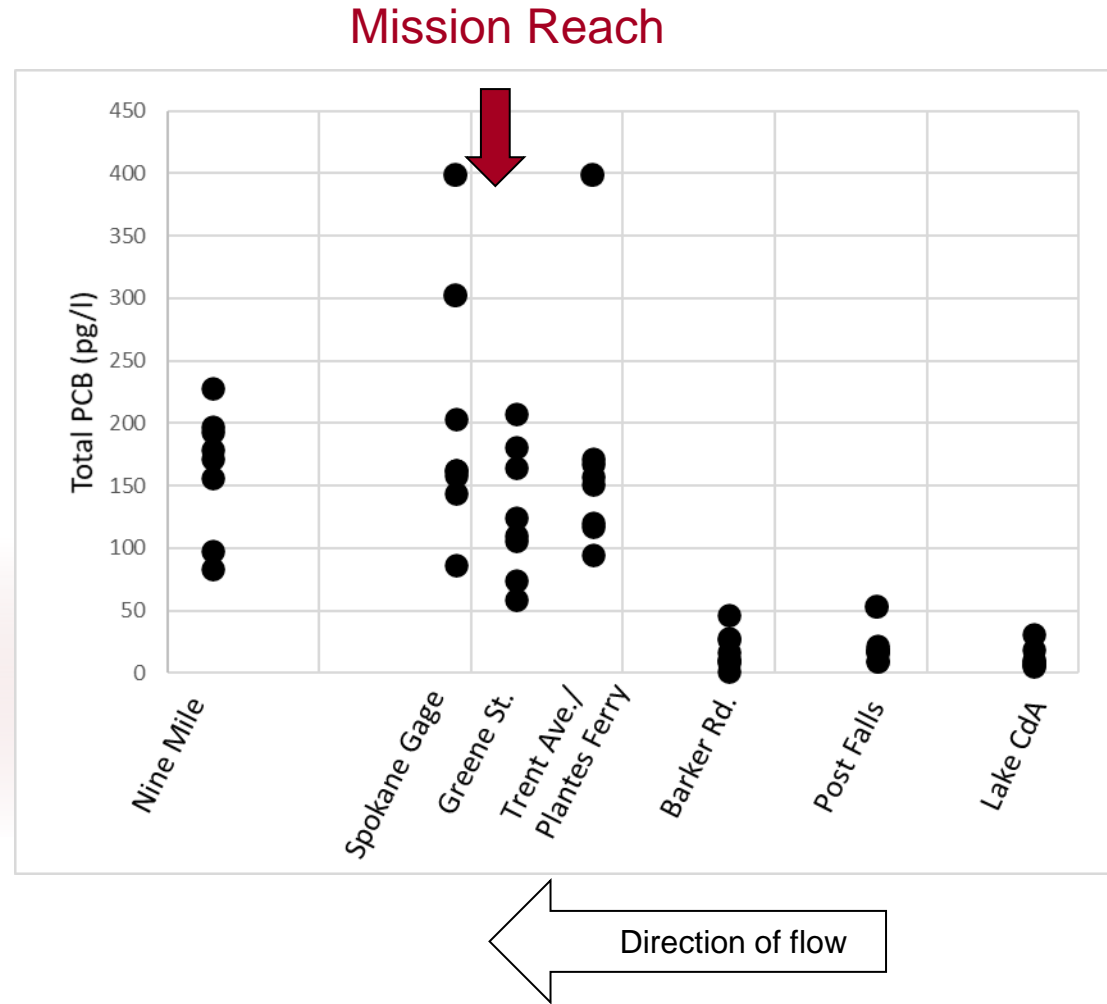 Mission Reach
450
400
350
300
250
200
150
100
50
0
Total PCB (pg/l)
Nine Mile
Spokane Gage
Greene St.
Trent Ave./
Plantes Ferry
Barker Rd.
Post Falls
Lake CdA
Direction of flow